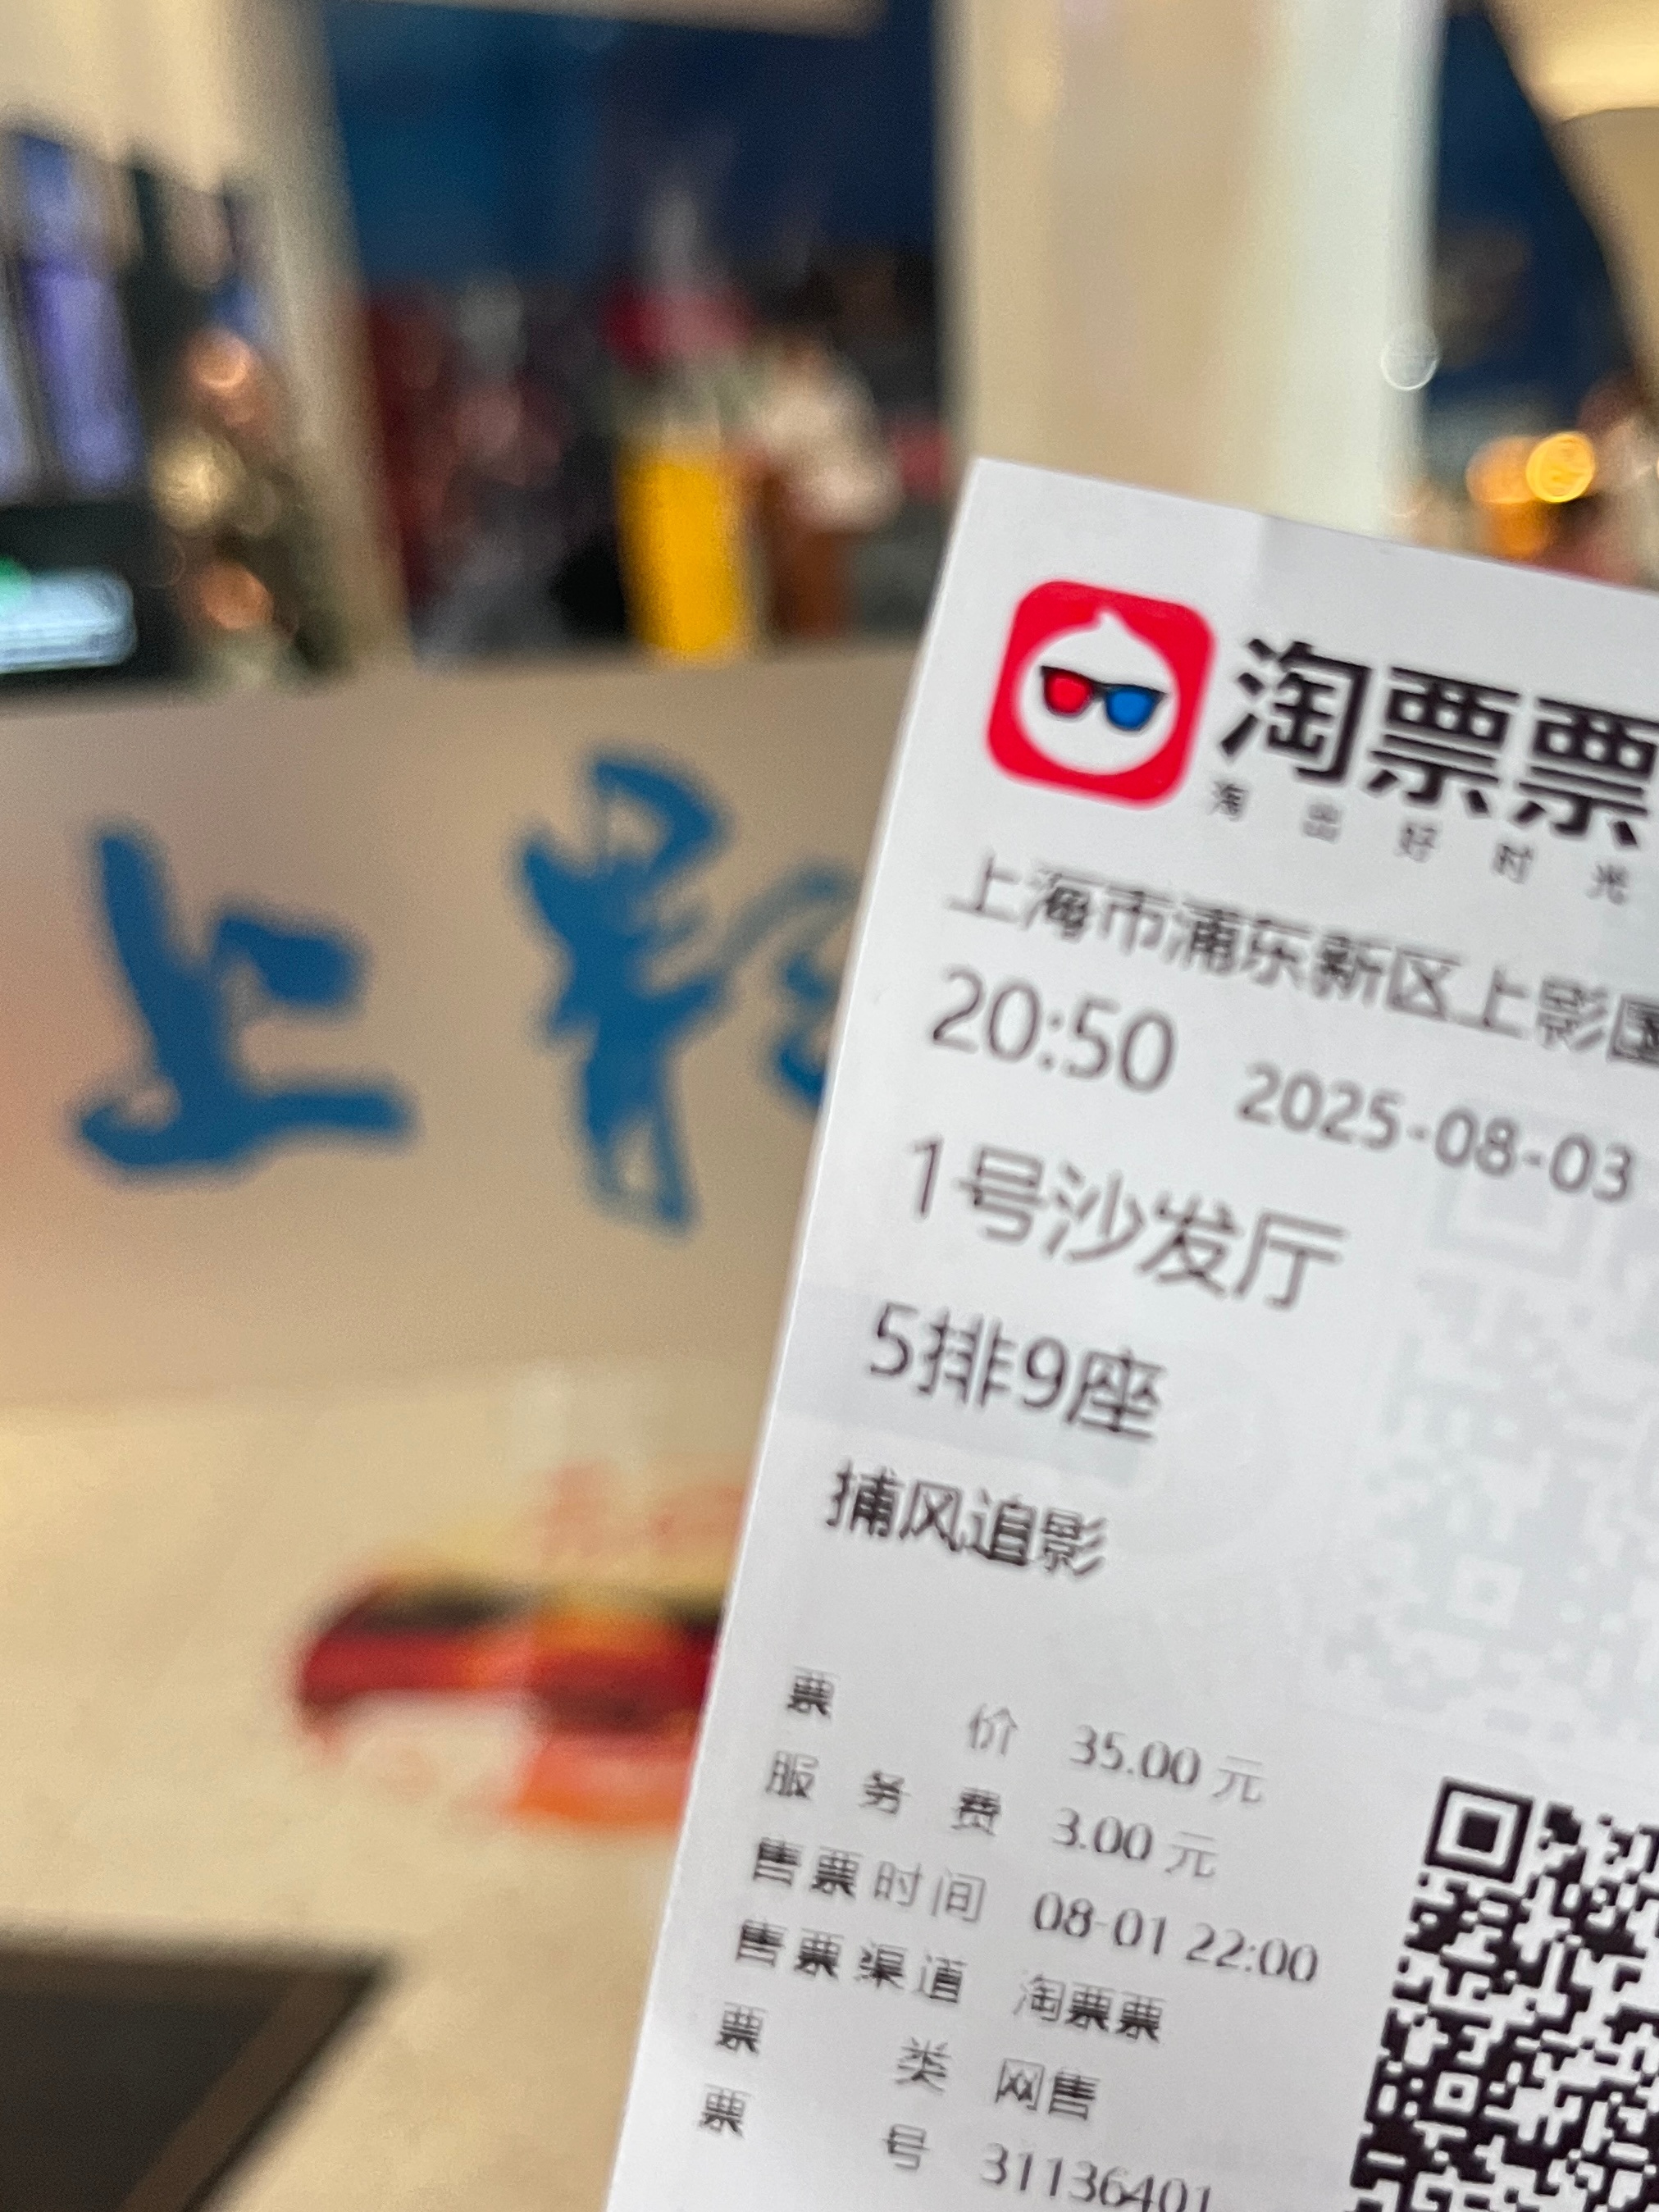 上影
淘票票
淘出好时光
上海市浦东新区上影国
20:50 2025-08-03
1号沙发厅
5排9座
捕风追影
票价 35.00 元
服务费 3.00 元
售票时间 08-01 22:00
售票渠道 淘票票
票类 网售
票号 31136401